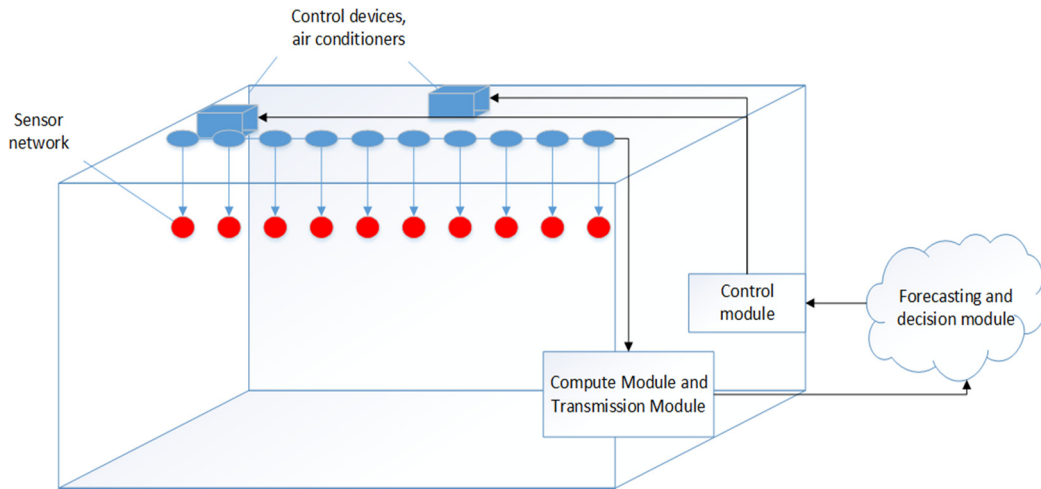 Control devices,
air conditioners
Sensor
network
Control
module
Forecasting and
decision module
Compute Module and
Transmission Module